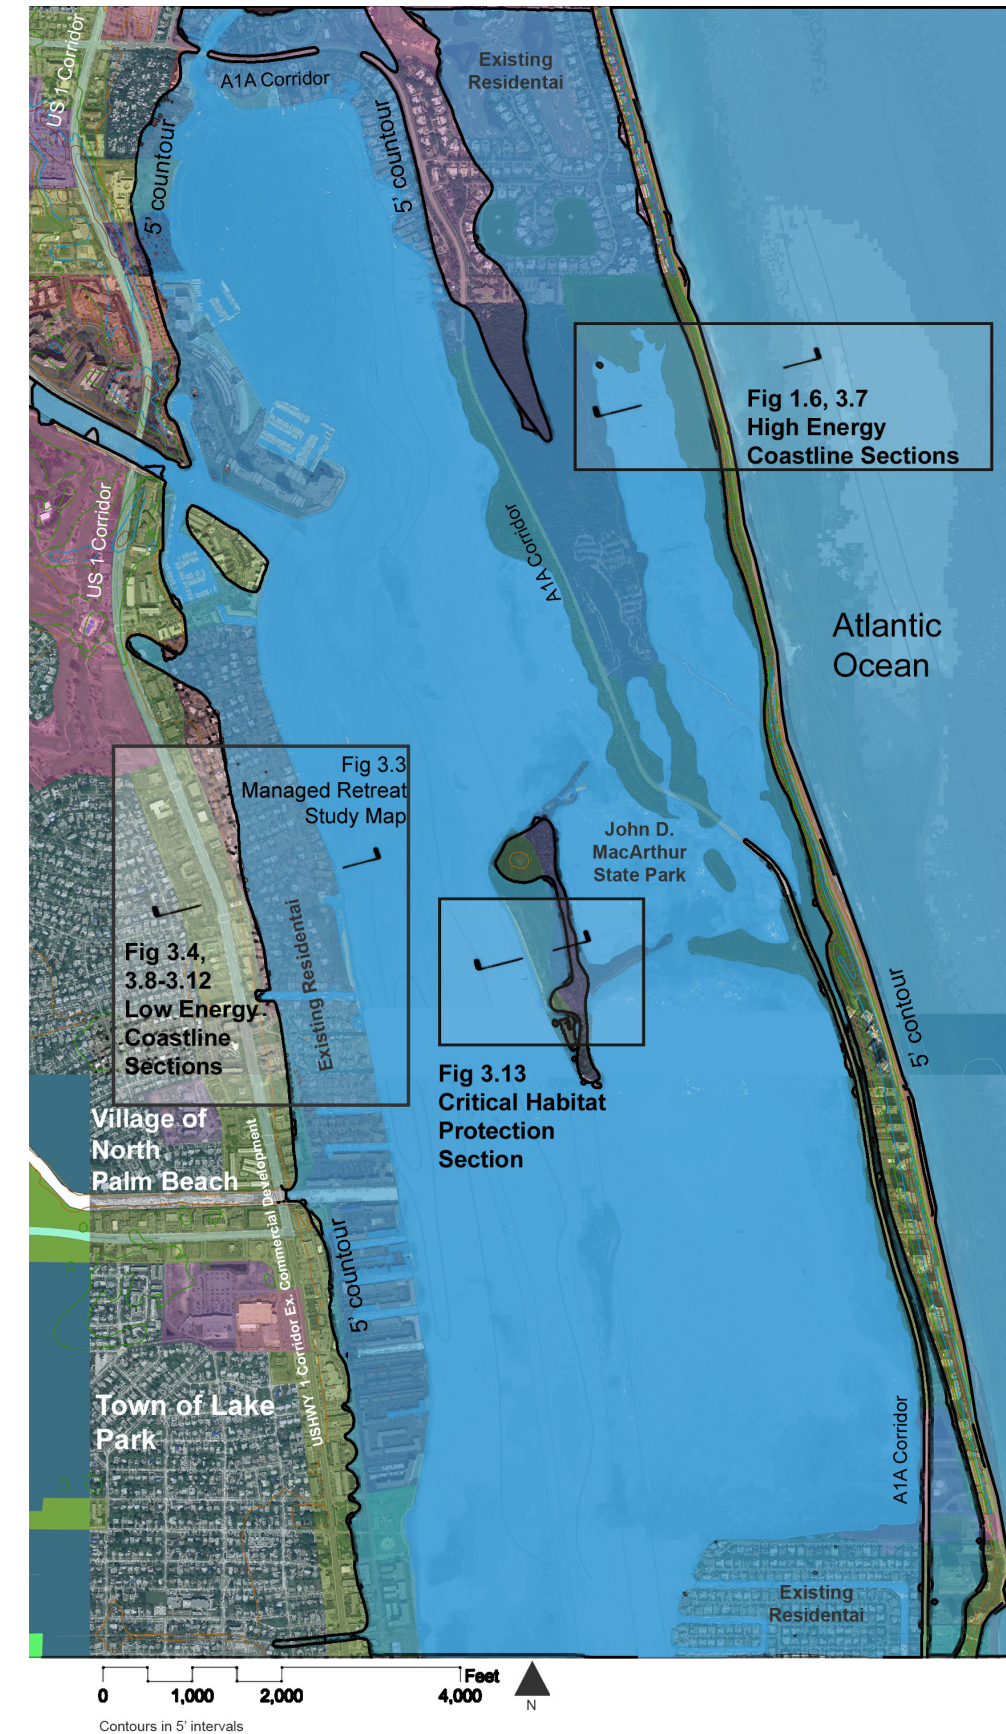 US 1 Corridor
A1A Corridor
Existing
Residentai
5' countour
5' countour
Fig 1.6, 3.7
High Energy
Coastline Sections
US 1 Corridor
A1A Corridor
Atlantic
Ocean
Fig 3.3
Managed Retreat
Study Map
John D.
MacArthur
State Park
Fig 3.4,
3.8-3.12
Low Energy
Coastline
Sections
Existing Residentai
5' contour
Fig 3.13
Critical Habitat
Protection
Section
Village of
North
Palm Beach
USHWY 1 Corridor Ex. Commercial Development
5' countour
Town of Lake
Park
A1A Corridor
Existing
Residentai
Feet
0 1,000 2,000 4,000
N
Contours in 5' intervals